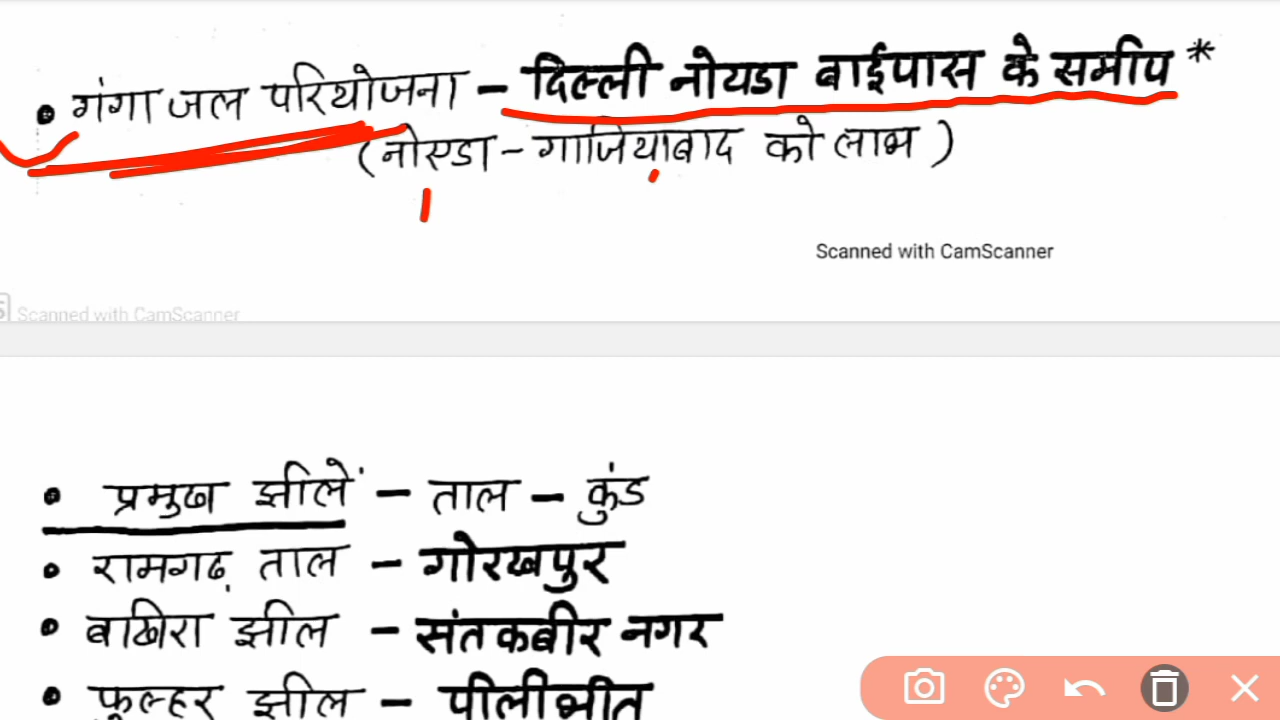 • गंगा जल परियोजना – दिल्ली नोयडा बाईपास के समीप *
(नोएडा – गाजियाबाद को लाभ)
Scanned with CamScanner
Scanned with CamScanner
• प्रमुख झीलें – ताल – कुंड
• रामगढ़ ताल – गोरखपुर
• बाखिरा झील – संतकबीर नगर
• फुल्हर झील – पीलीभीत